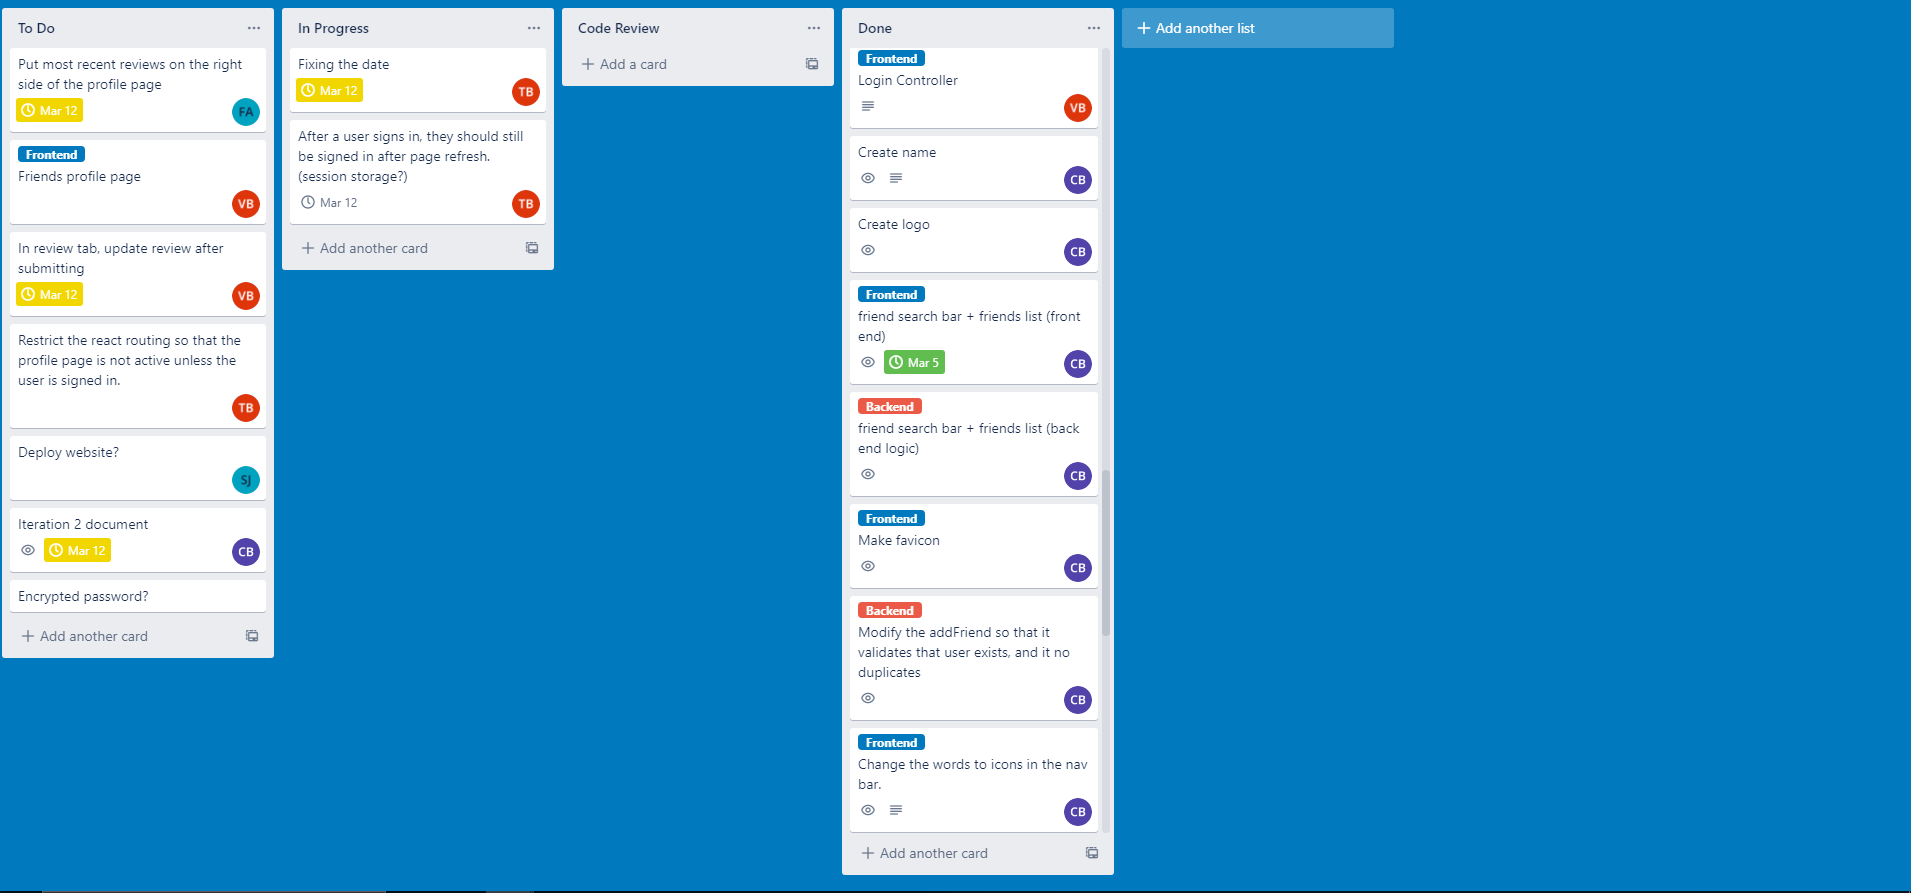 To Do
Put most recent reviews on the right
side of the profile page
Mar 12
FA
Frontend
Friends profile page
VB
In review tab, update review after
submitting
Mar 12
VB
Restrict the react routing so that the
profile page is not active unless the
user is signed in.
TB
Deploy website?
SJ
Iteration 2 document
Mar 12
CB
Encrypted password?
Add another card
In Progress
Fixing the date
Mar 12
TB
After a user signs in, they should still
be signed in after page refresh.
(session storage?)
Mar 12
TB
Add another card
Code Review
Add a card
Done
Frontend
Login Controller
VB
Create name
CB
Create logo
CB
Frontend
friend search bar + friends list (front
end)
Mar 5
CB
Backend
friend search bar + friends list (back
end logic)
CB
Frontend
Make favicon
CB
Backend
Modify the addFriend so that it
validates that user exists, and it no
duplicates
CB
Frontend
Change the words to icons in the nav
bar.
CB
Add another card
Add another list